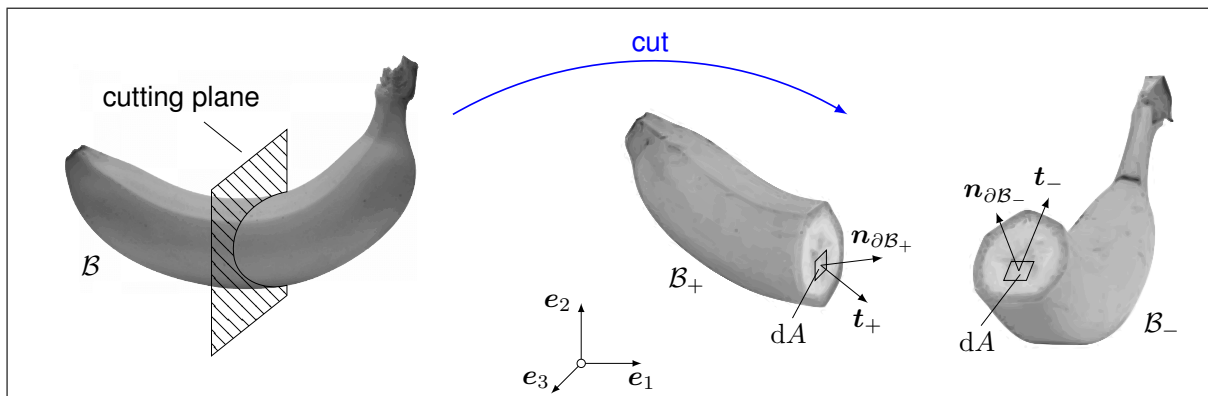 cut
cutting plane
𝓑
𝒏∂𝓑₊
𝓑₊
𝒕₊
dA
𝒏∂𝓑₋
𝒕₋
𝓑₋
dA
𝒆₂
𝒆₃
𝒆₁